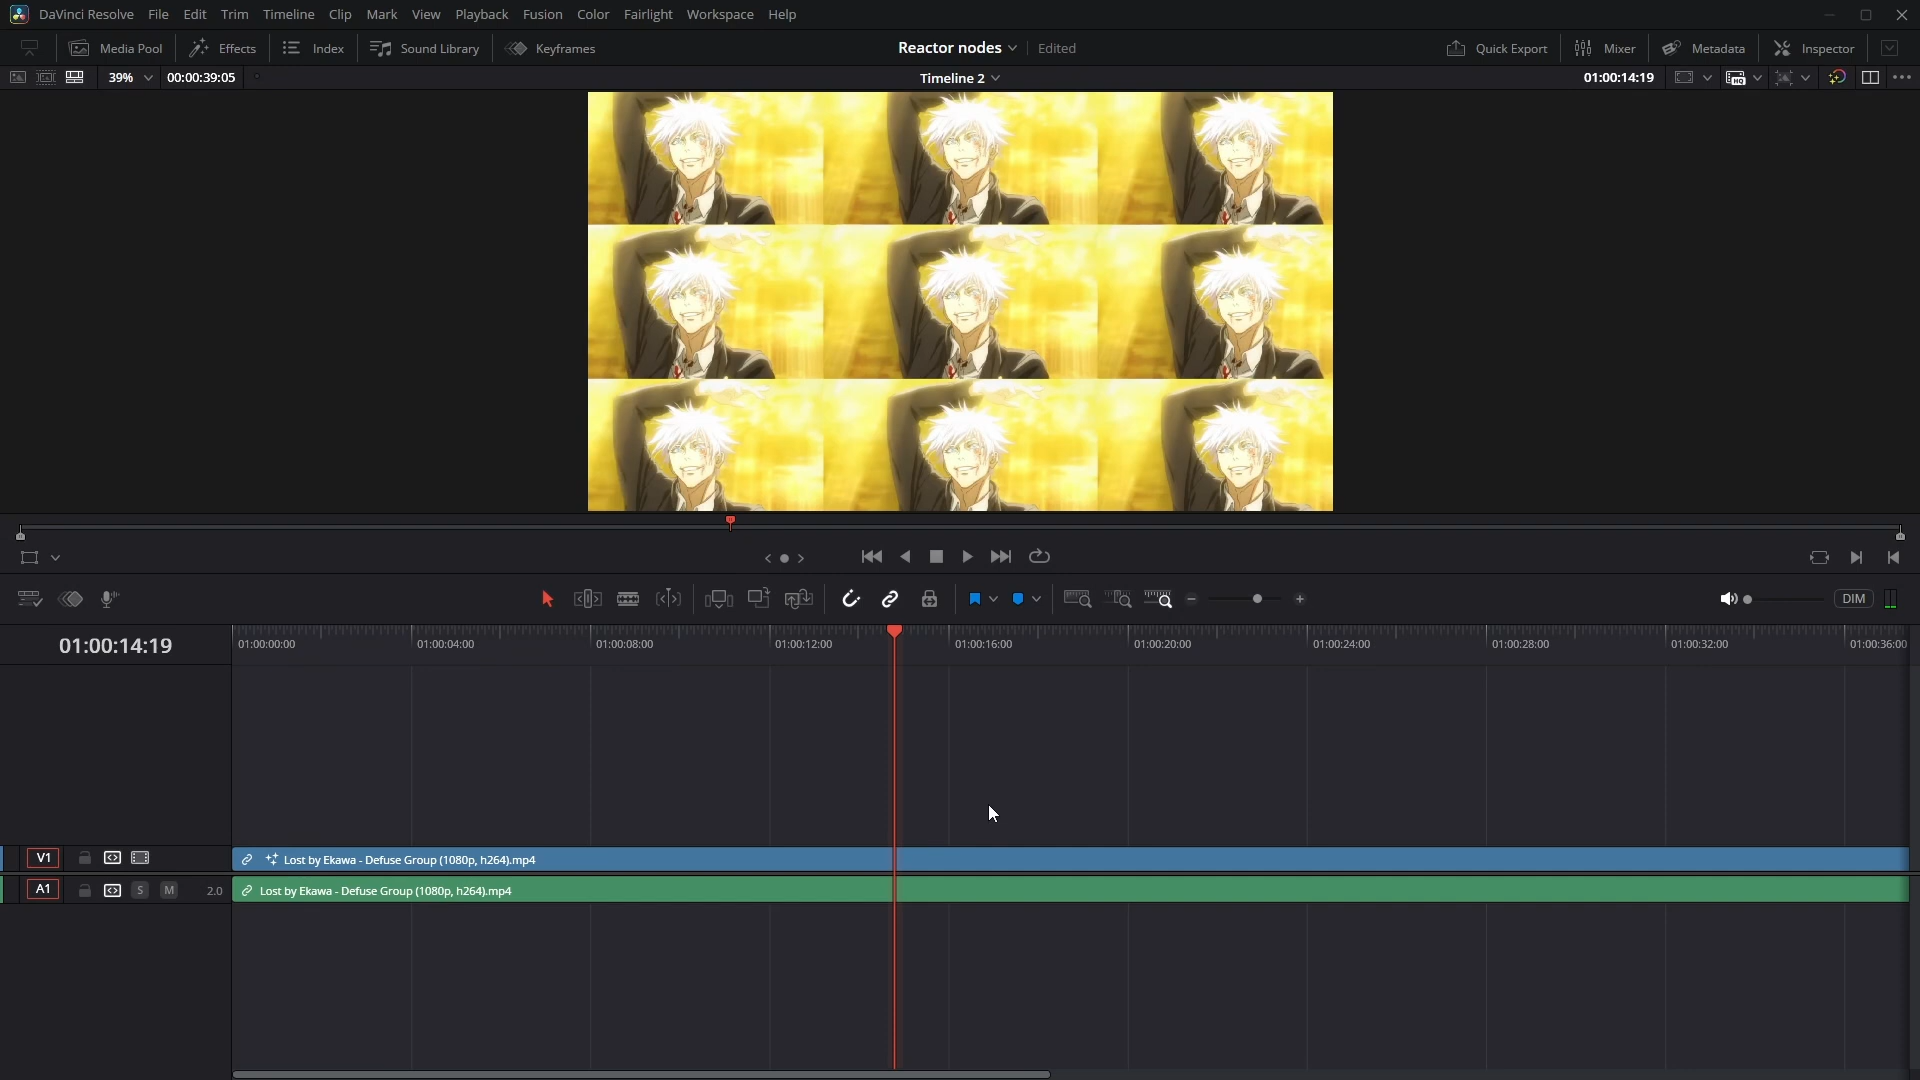 DaVinci Resolve File Edit Trim Timeline Clip Mark View Playback Fusion Color Fairlight Workspace Help
Media Pool Effects Index Sound Library Keyframes Reactor nodes Edited Quick Export Mixer Metadata Inspector
39% 00:00:39:05 Timeline 2 01:00:14:19 HQ
DIM
01:00:14:19 01:00:00:00 01:00:04:00 01:00:08:00 01:00:12:00 01:00:16:00 01:00:20:00 01:00:24:00 01:00:28:00 01:00:32:00 01:00:36:00
V1 Lost by Ekawa - Defuse Group (1080p, h264).mp4
A1 S M 2.0 Lost by Ekawa - Defuse Group (1080p, h264).mp4